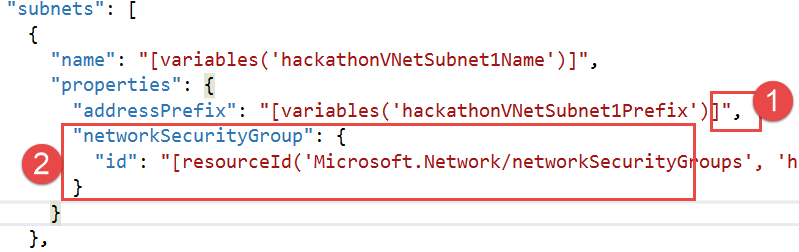 "subnets": [
{
"name": "[variables('hackathonVNetSubnet1Name')]",
"properties": {
"addressPrefix": "[variables('hackathonVNetSubnet1Prefix')]",
1
"networkSecurityGroup": {
2
"id": "[resourceId('Microsoft.Network/networkSecurityGroups', 'h
}
}
},